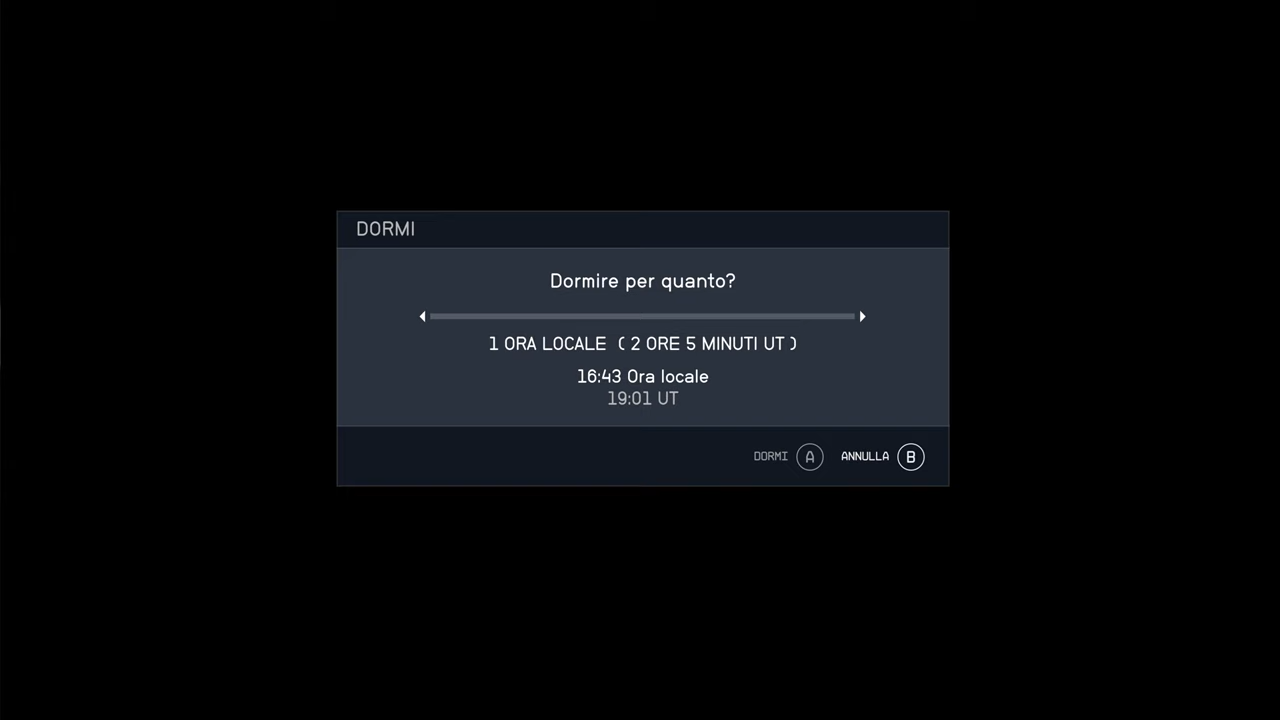 DORMI
Dormire per quanto?
1 ORA LOCALE ( 2 ORE 5 MINUTI UT )
16:43 Ora locale
19:01 UT
DORMI A ANNULLA B